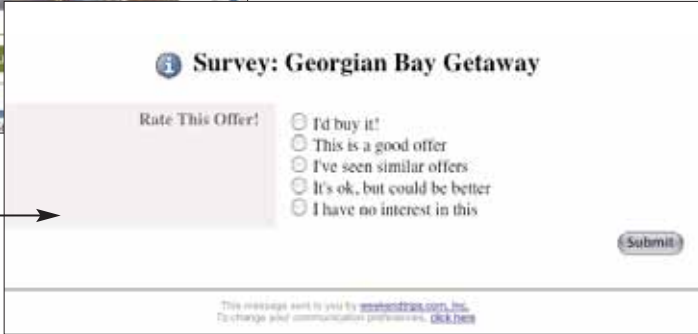 Survey: Georgian Bay Getaway
Rate This Offer!
I'd buy it!
This is a good offer
I've seen similar offers
It's ok, but could be better
I have no interest in this
Submit
This message sent to you by weekendtrips.com, Inc.
To change your communication preferences, click here